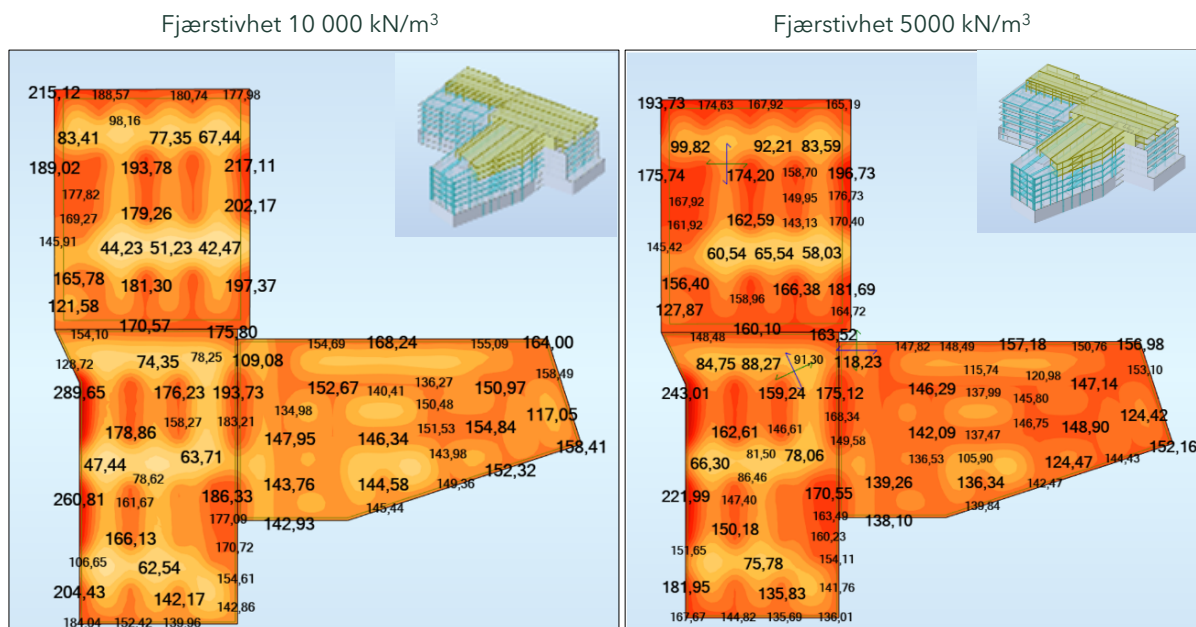 Fjærstivhet 10 000 kN/m³
Fjærstivhet 5000 kN/m³
215,12 188,57 180,74 177,98
98,16
83,41 77,35 67,44
189,02 193,78 217,11
177,82
202,17
169,27 179,26
145,91 44,23 51,23 42,47
165,78 181,30 197,37
121,58
154,10 170,57 175,80
154,69 168,24 155,09 164,00
128,72 74,35 78,25 109,08
158,49
289,65 176,23 193,73 152,67 140,41 136,27 150,97
134,98 150,48 117,05
178,86 158,27 183,21 147,95 146,34 151,53 154,84
158,41
47,44 63,71 143,98
78,62 152,32
260,81 161,67 186,33 143,76 144,58 149,36
145,44
177,09 142,93
166,13 170,72
106,65 62,54
154,61
204,43 142,17 142,86
184,04 152,42 139,96
193,73 174,63 167,92 165,19
99,82 92,21 83,59
175,74 174,20 158,70 196,73
167,92 149,95 176,73
161,92 162,59 143,13 170,40
145,42 60,54 65,54 58,03
156,40 166,38 181,69
158,96
127,87 164,72
148,48 160,10 163,52
147,82 148,49 157,18 150,76 156,98
84,75 88,27 91,30 118,23
115,74 120,98 153,10
243,01 159,24 175,12 146,29 137,99 145,80 147,14
168,34 124,42
162,61 146,61 149,58 142,09 137,47 146,75 148,90
152,16
66,30 81,50 78,06 136,53 105,90 124,47 144,43
86,46
221,99 147,40 170,55 139,26 136,34 142,47
139,84
163,49 138,10
150,18 160,23
151,65 75,78 154,11
181,95 135,83 141,76
167,67 144,82 135,69 136,01